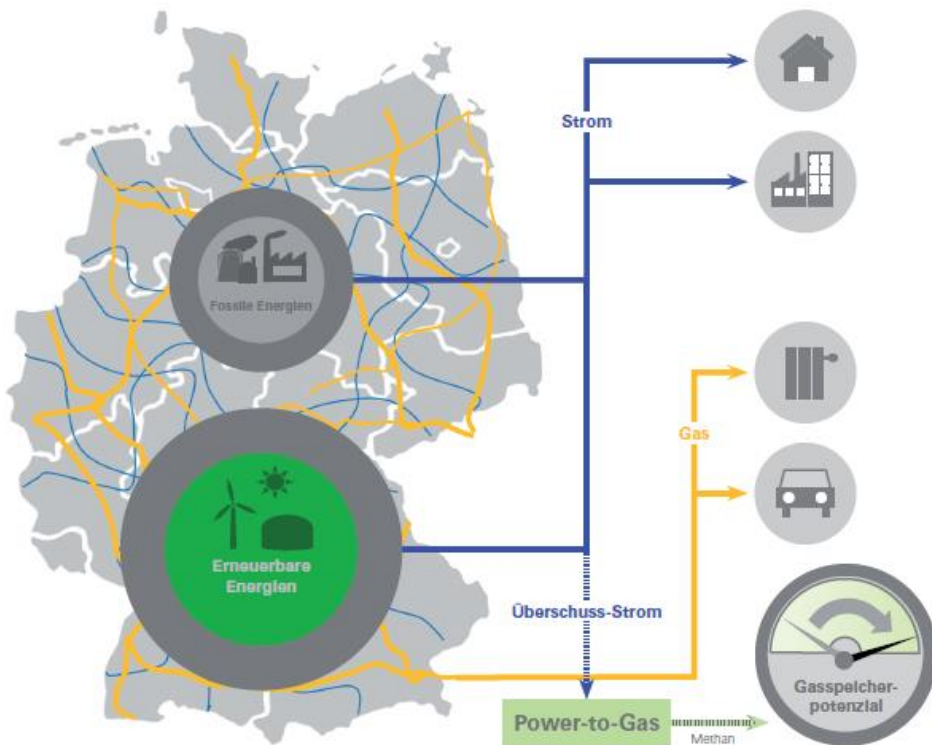 Strom
Fossile Energien
Gas
Erneuerbare
Energien
Überschuss-Strom
Power-to-Gas
Methan
Gasspeicher-
potenzial